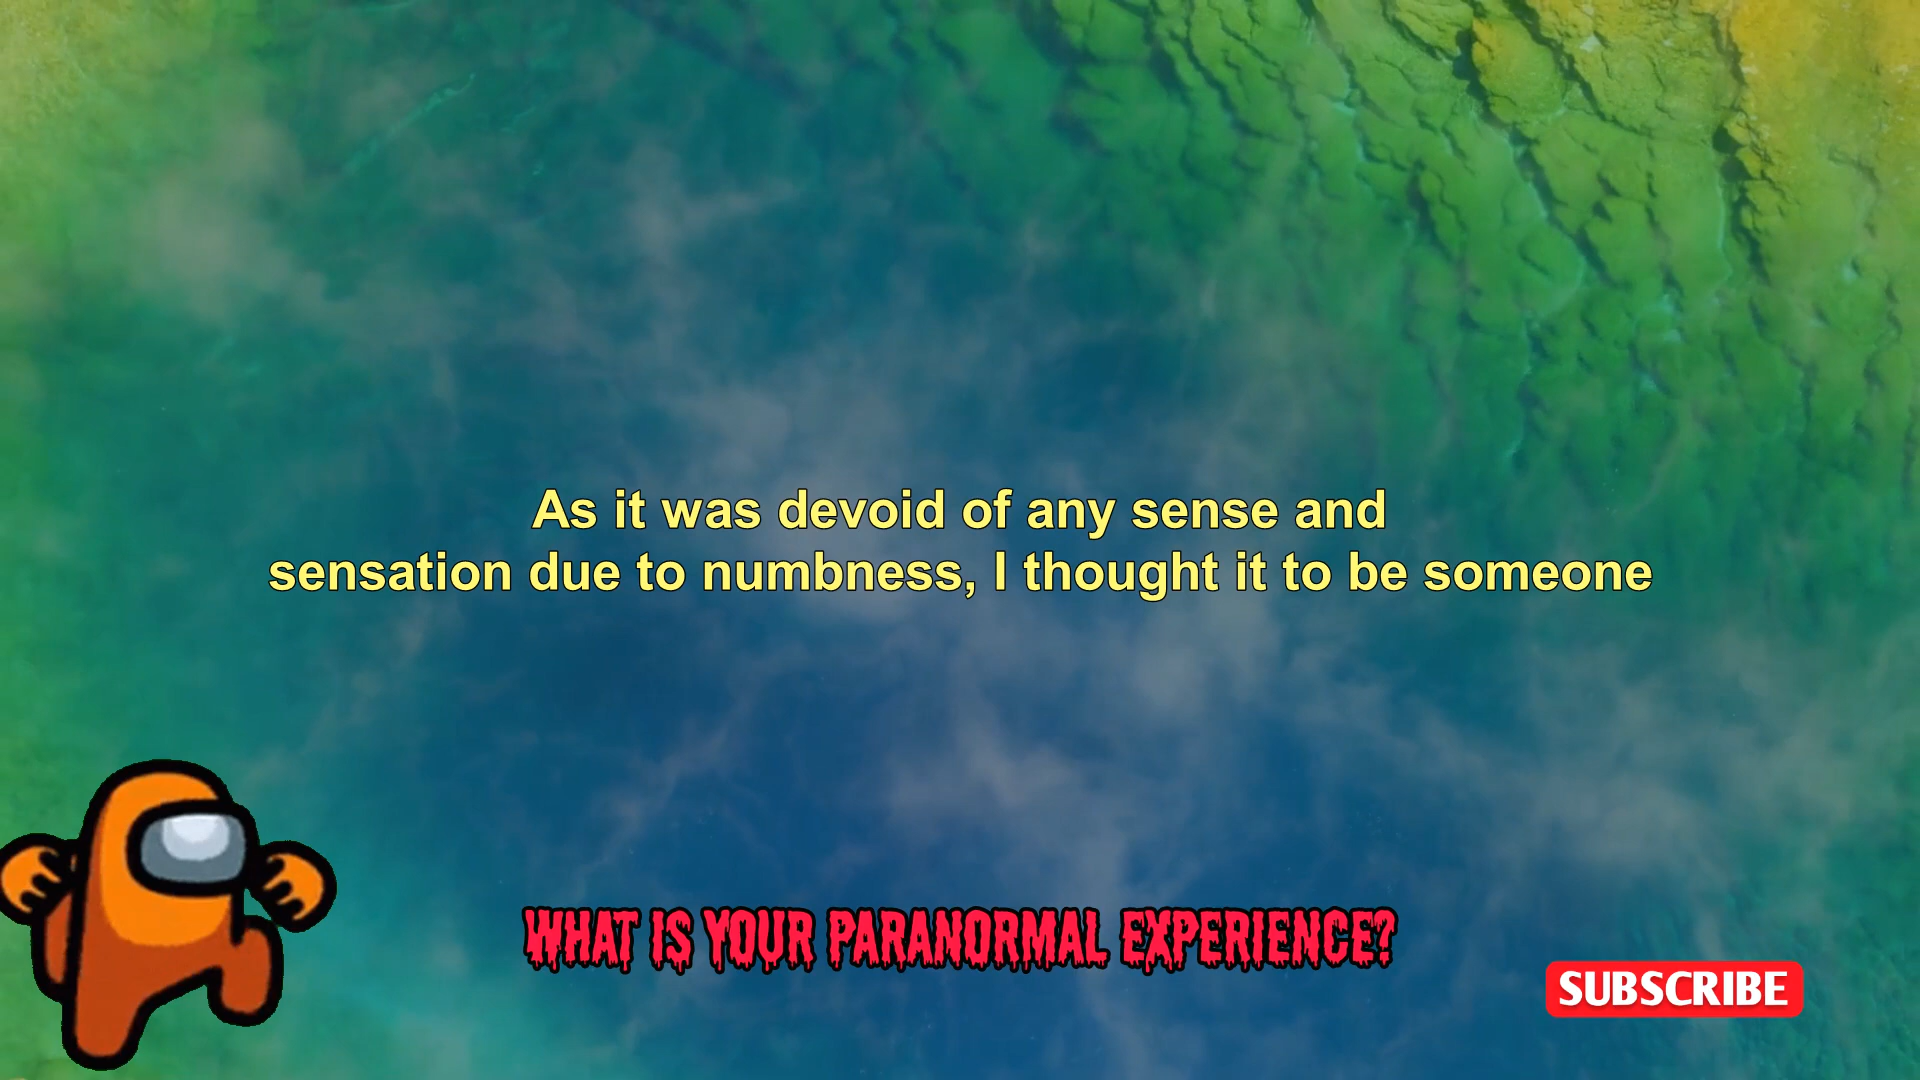 As it was devoid of any sense and
sensation due to numbness, I thought it to be someone
WHAT IS YOUR PARANORMAL EXPERIENCE?
SUBSCRIBE